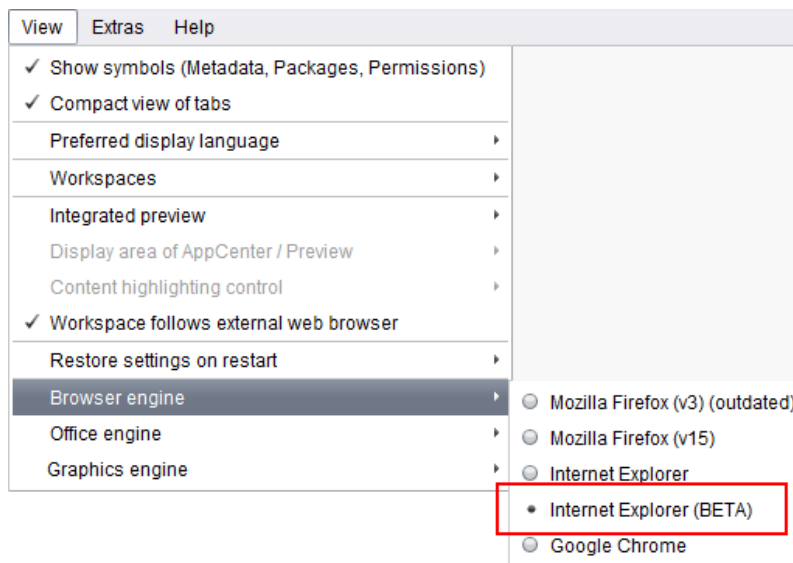 View Extras Help
✓ Show symbols (Metadata, Packages, Permissions)
✓ Compact view of tabs
Preferred display language
Workspaces
Integrated preview
Display area of AppCenter / Preview
Content highlighting control
✓ Workspace follows external web browser
Restore settings on restart
Browser engine
Mozilla Firefox (v3) (outdated)
Office engine
Mozilla Firefox (v15)
Graphics engine
Internet Explorer
Internet Explorer (BETA)
Google Chrome